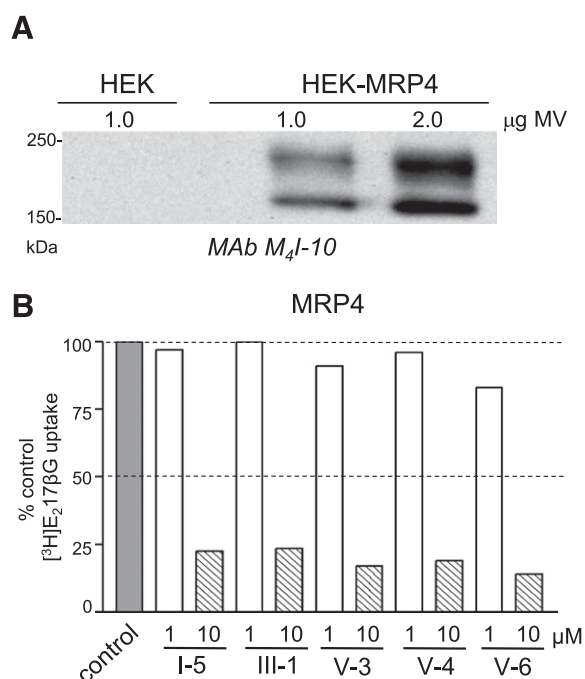 A
HEK HEK-MRP4
1.0 1.0 2.0 μg MV
250-
150-
kDa MAb M₄I-10
B MRP4
100
75
50
25
0
% control
[³H]E₂17βG uptake
control 1 10 1 10 1 10 1 10 1 10 μM
I-5 III-1 V-3 V-4 V-6